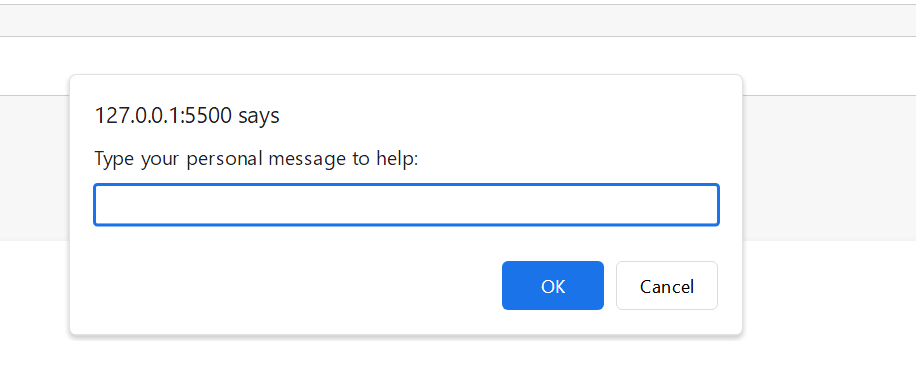 127.0.0.1:5500 says
Type your personal message to help:
OK
Cancel